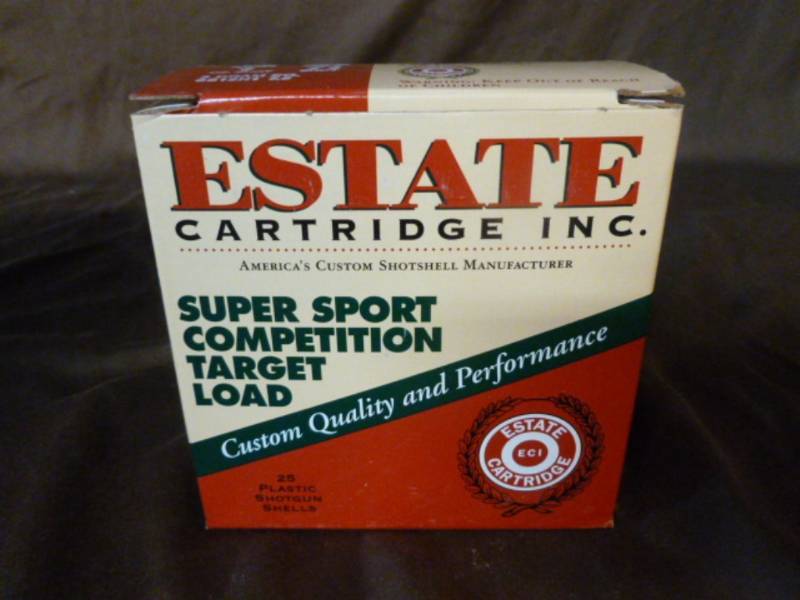 WARNING: KEEP OUT OF REACH
OF CHILDREN
ESTATE
CARTRIDGE INC.
AMERICA'S CUSTOM SHOTSHELL MANUFACTURER
SUPER SPORT
COMPETITION
TARGET
LOAD
Custom Quality and Performance
25
PLASTIC
SHOTGUN
SHELLS
ESTATE
ECI
CARTRIDGE